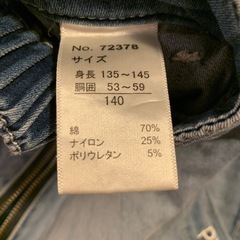 No. 72378
サイズ
身長 135～145
胴囲 53～59
140
綿 70%
ナイロン 25%
ポリウレタン 5%
P